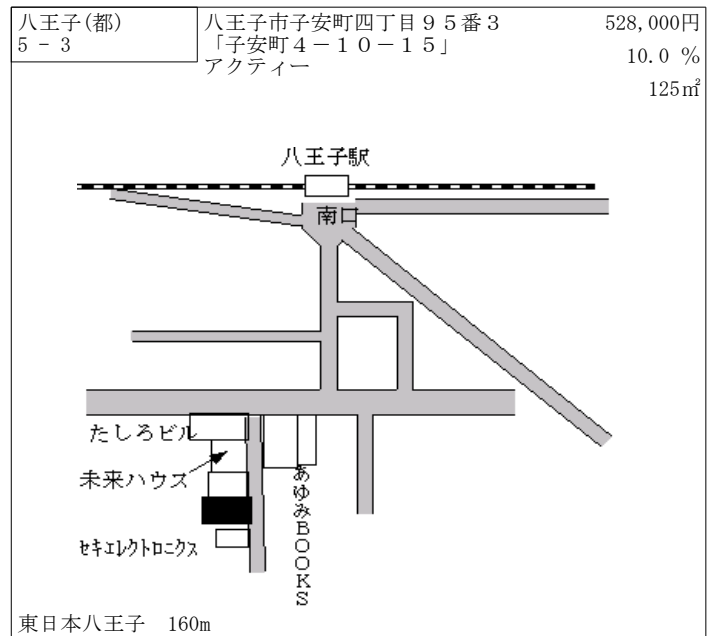 八王子(都)
5 - 3
八王子市子安町四丁目９５番３
「子安町４－１０－１５」
アクティー
528,000円
10.0 %
125㎡
八王子駅
南口
たしろビル
未来ハウス
セキエレクトロニクス
あゆみBOOKS
東日本八王子　160m